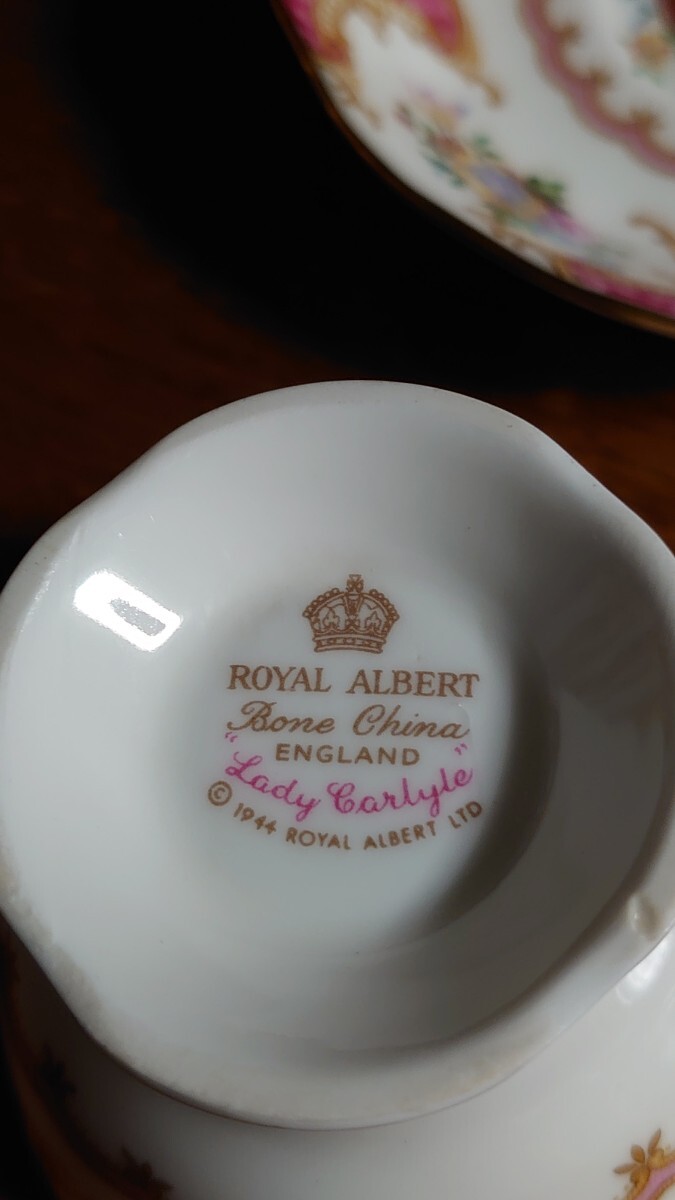 ROYAL ALBERT
Bone China
ENGLAND
"Lady Carlyle"
© 1944 ROYAL ALBERT LTD